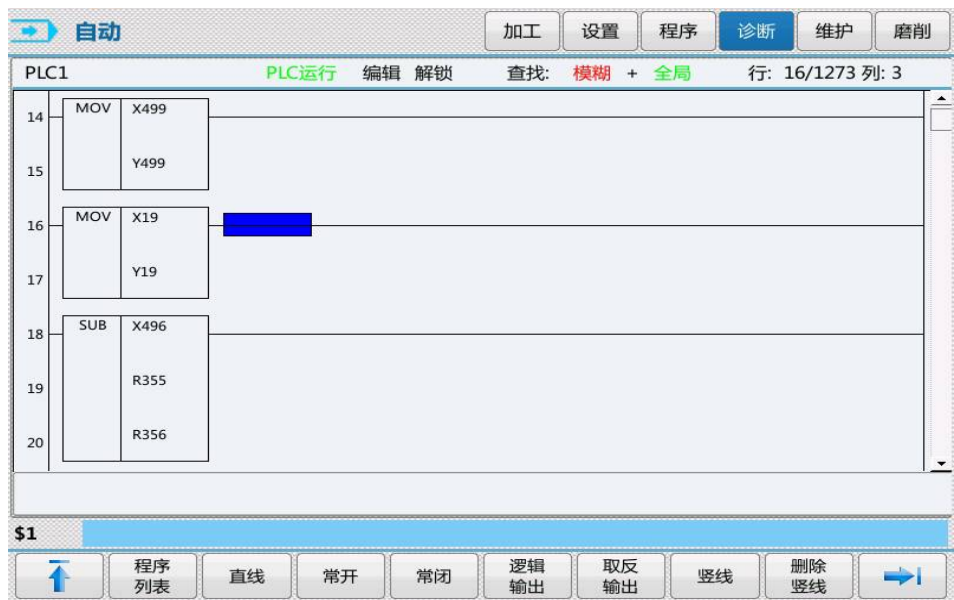 自动 加工 设置 程序 诊断 维护 磨削
PLC1 PLC运行 编辑 解锁 查找: 模糊 + 全局 行: 16/1273 列: 3
14 MOV X499
15 Y499
16 MOV X19
17 Y19
18 SUB X496
19 R355
20 R356
$1
程序列表 直线 常开 常闭 逻辑输出 取反输出 竖线 删除竖线